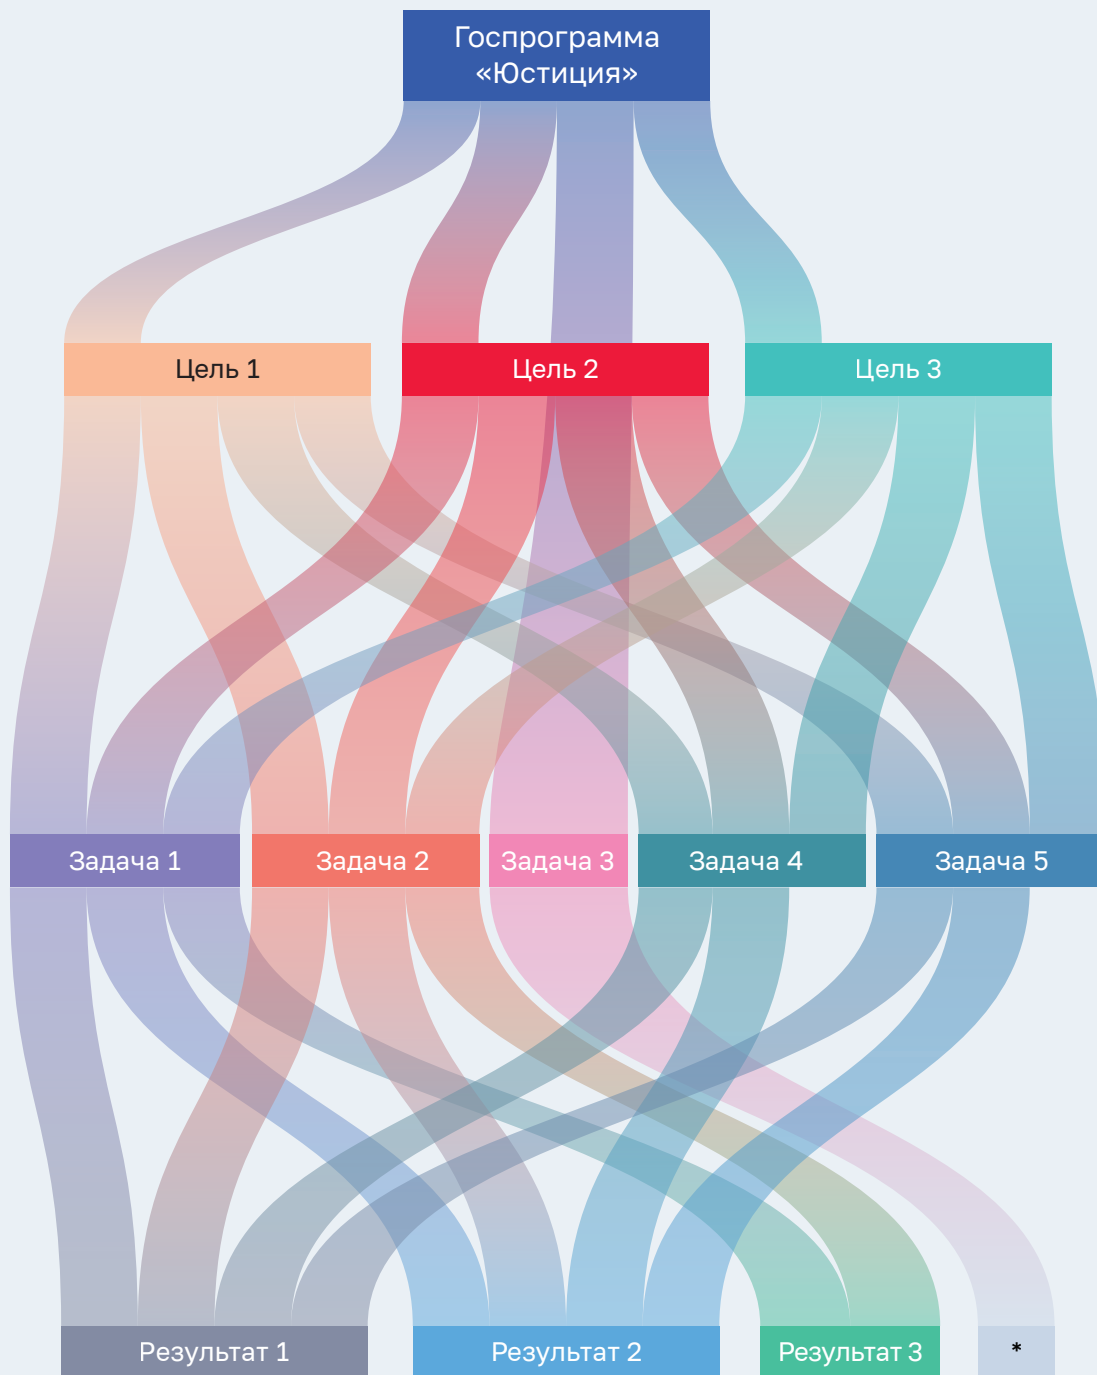 Госпрограмма
«Юстиция»
Цель 1
Цель 2
Цель 3
Задача 1
Задача 2
Задача 3
Задача 4
Задача 5
Результат 1
Результат 2
Результат 3
*